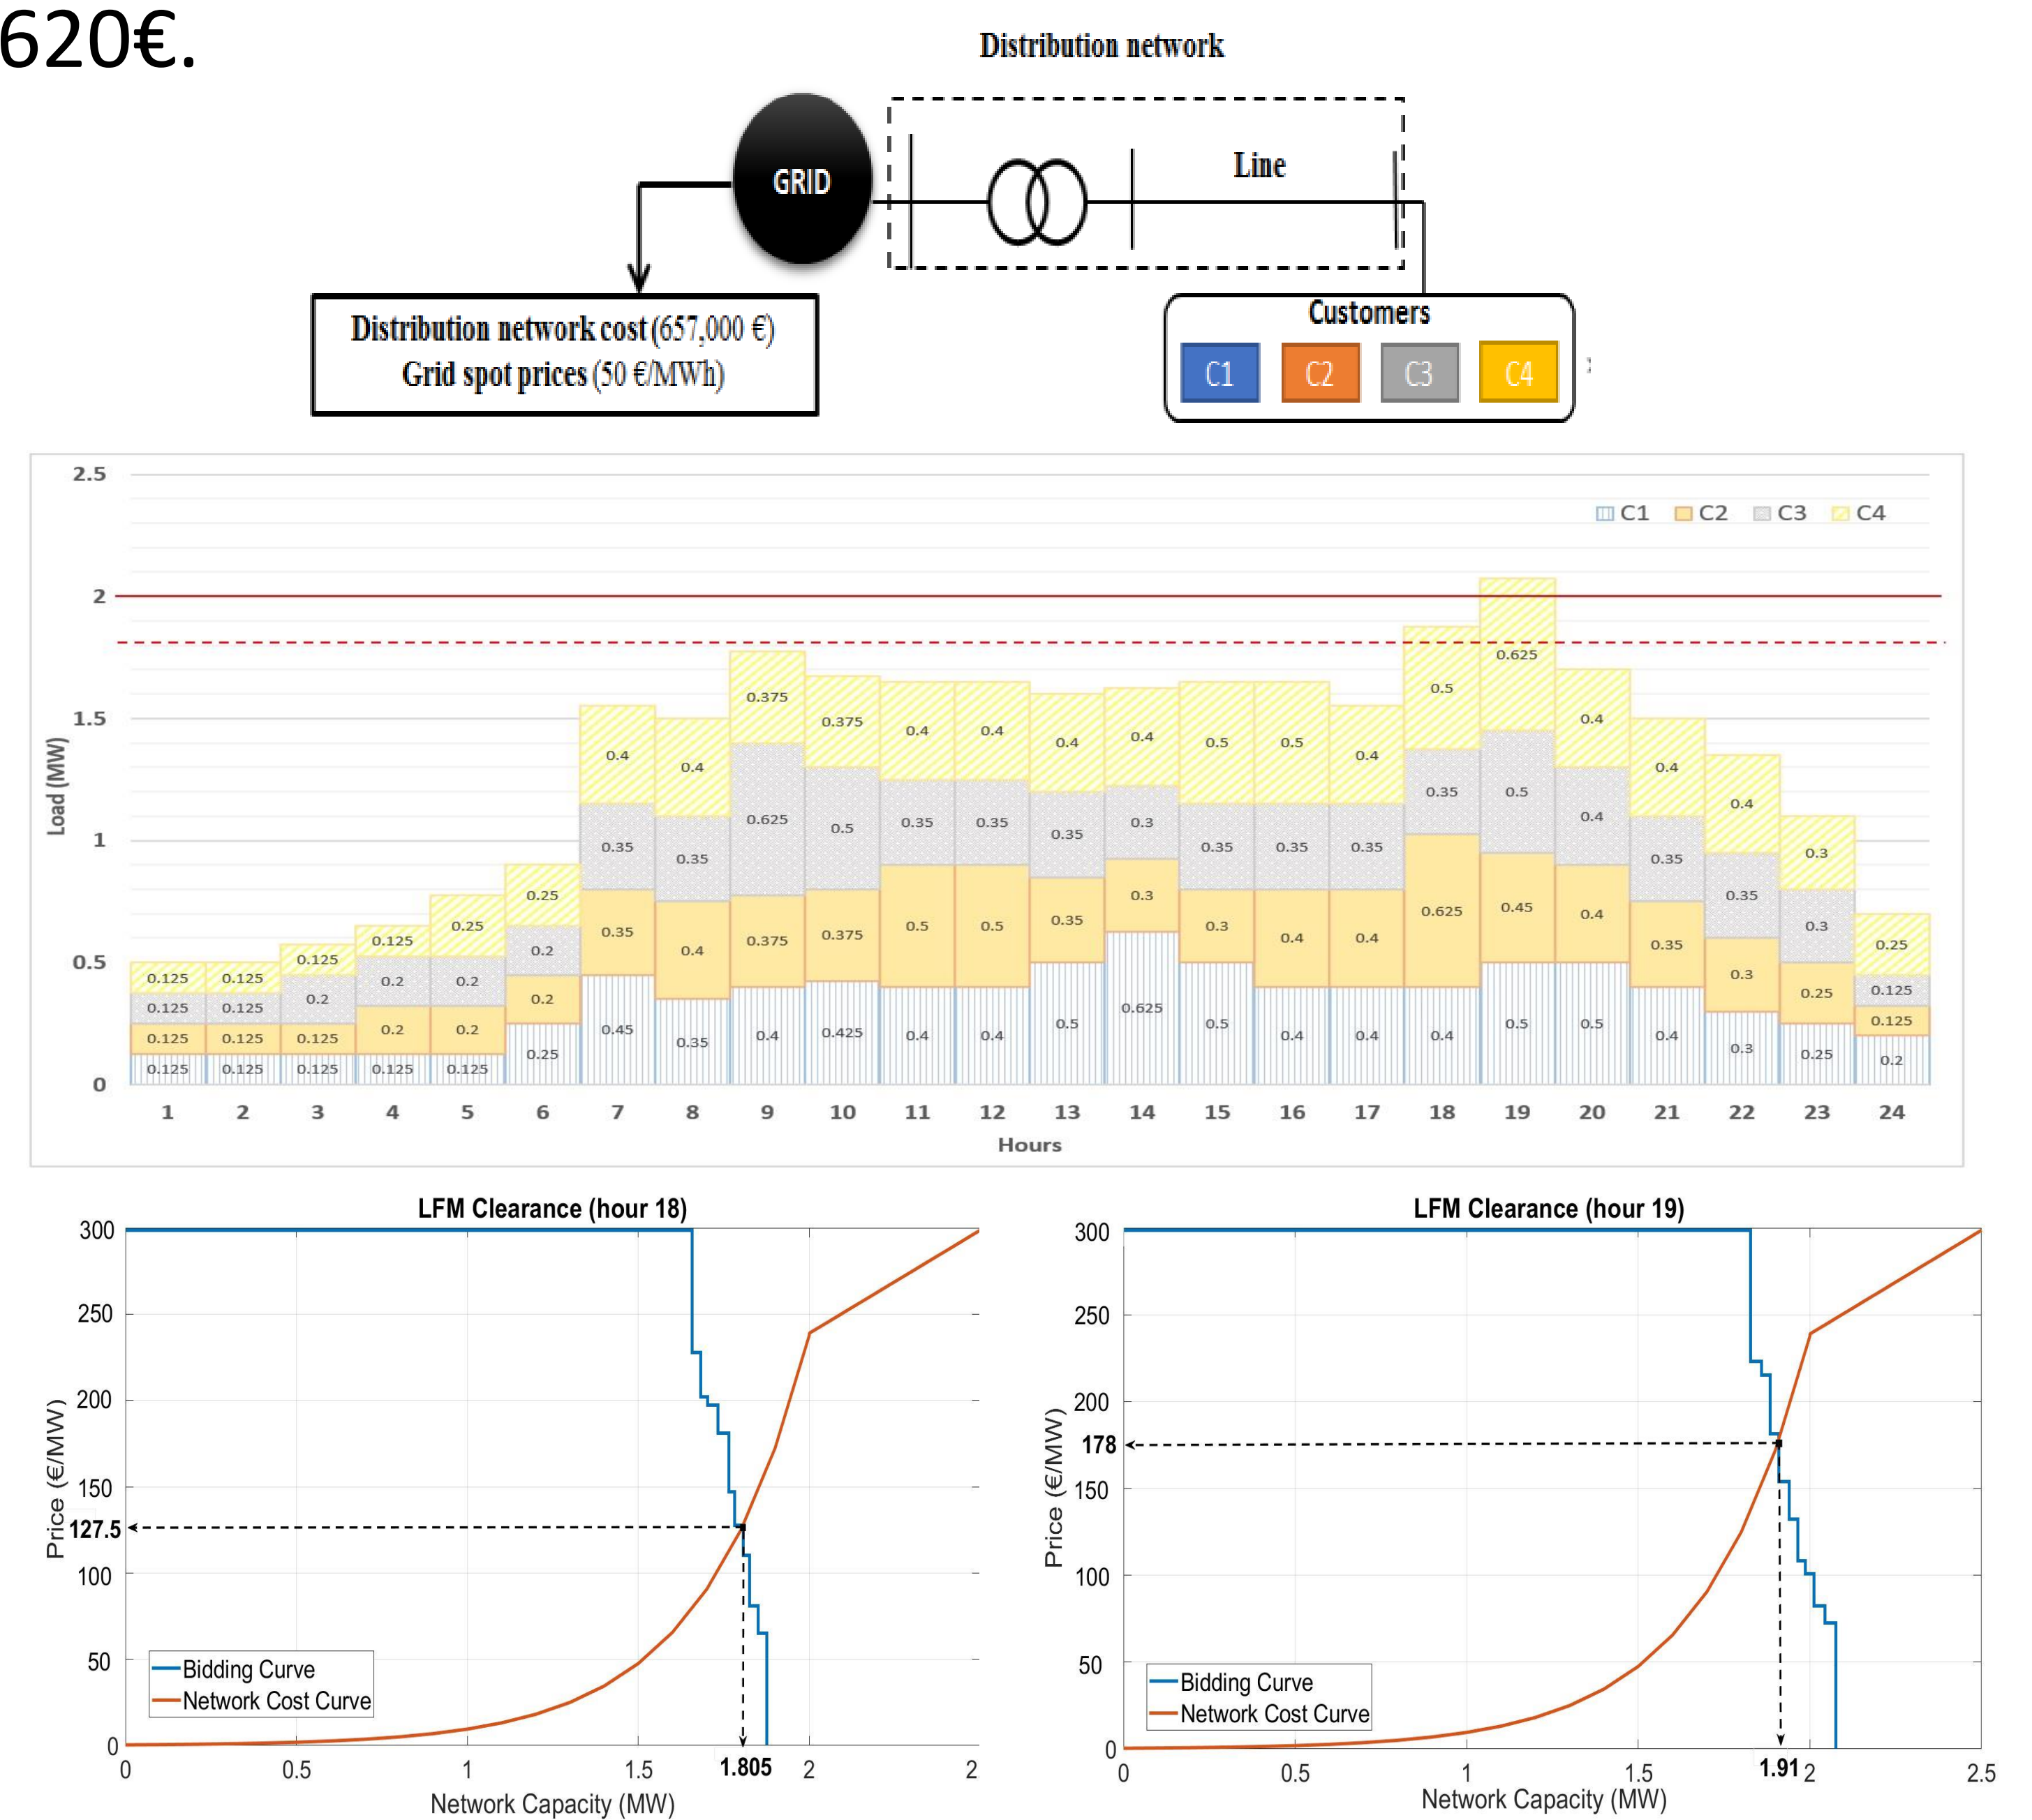 620€.
Distribution network
GRID
Line
Distribution network cost (657,000 €)
Grid spot prices (50 €/MWh)
Customers
C1 C2 C3 C4
2.5
C1 C2 C3 C4
2
1.5
1
0.5
0
Load (MW)
0.125 0.125 0.125 0.125 0.25 0.25 0.4 0.4 0.375 0.375 0.4 0.4 0.4 0.4 0.5 0.5 0.4 0.5 0.625 0.4 0.4 0.4 0.3 0.25
0.125 0.125 0.2 0.2 0.2 0.2 0.35 0.35 0.625 0.5 0.35 0.35 0.35 0.3 0.35 0.35 0.35 0.35 0.5 0.4 0.35 0.35 0.3 0.125
0.125 0.125 0.125 0.2 0.2 0.2 0.35 0.4 0.375 0.375 0.5 0.5 0.35 0.3 0.3 0.4 0.4 0.625 0.45 0.4 0.35 0.3 0.25 0.125
0.125 0.125 0.125 0.125 0.125 0.25 0.45 0.35 0.4 0.425 0.4 0.4 0.5 0.625 0.5 0.4 0.4 0.4 0.5 0.5 0.4 0.3 0.25 0.2
1 2 3 4 5 6 7 8 9 10 11 12 13 14 15 16 17 18 19 20 21 22 23 24
Hours
LFM Clearance (hour 18)
300
250
200
150
127.5
100
50
0
Price (€/MW)
Bidding Curve
Network Cost Curve
0 0.5 1 1.5 1.805 2 2
Network Capacity (MW)
LFM Clearance (hour 19)
300
250
200
178
150
100
50
0
Price (€/MW)
Bidding Curve
Network Cost Curve
0 0.5 1 1.5 1.91 2 2.5
Network Capacity (MW)